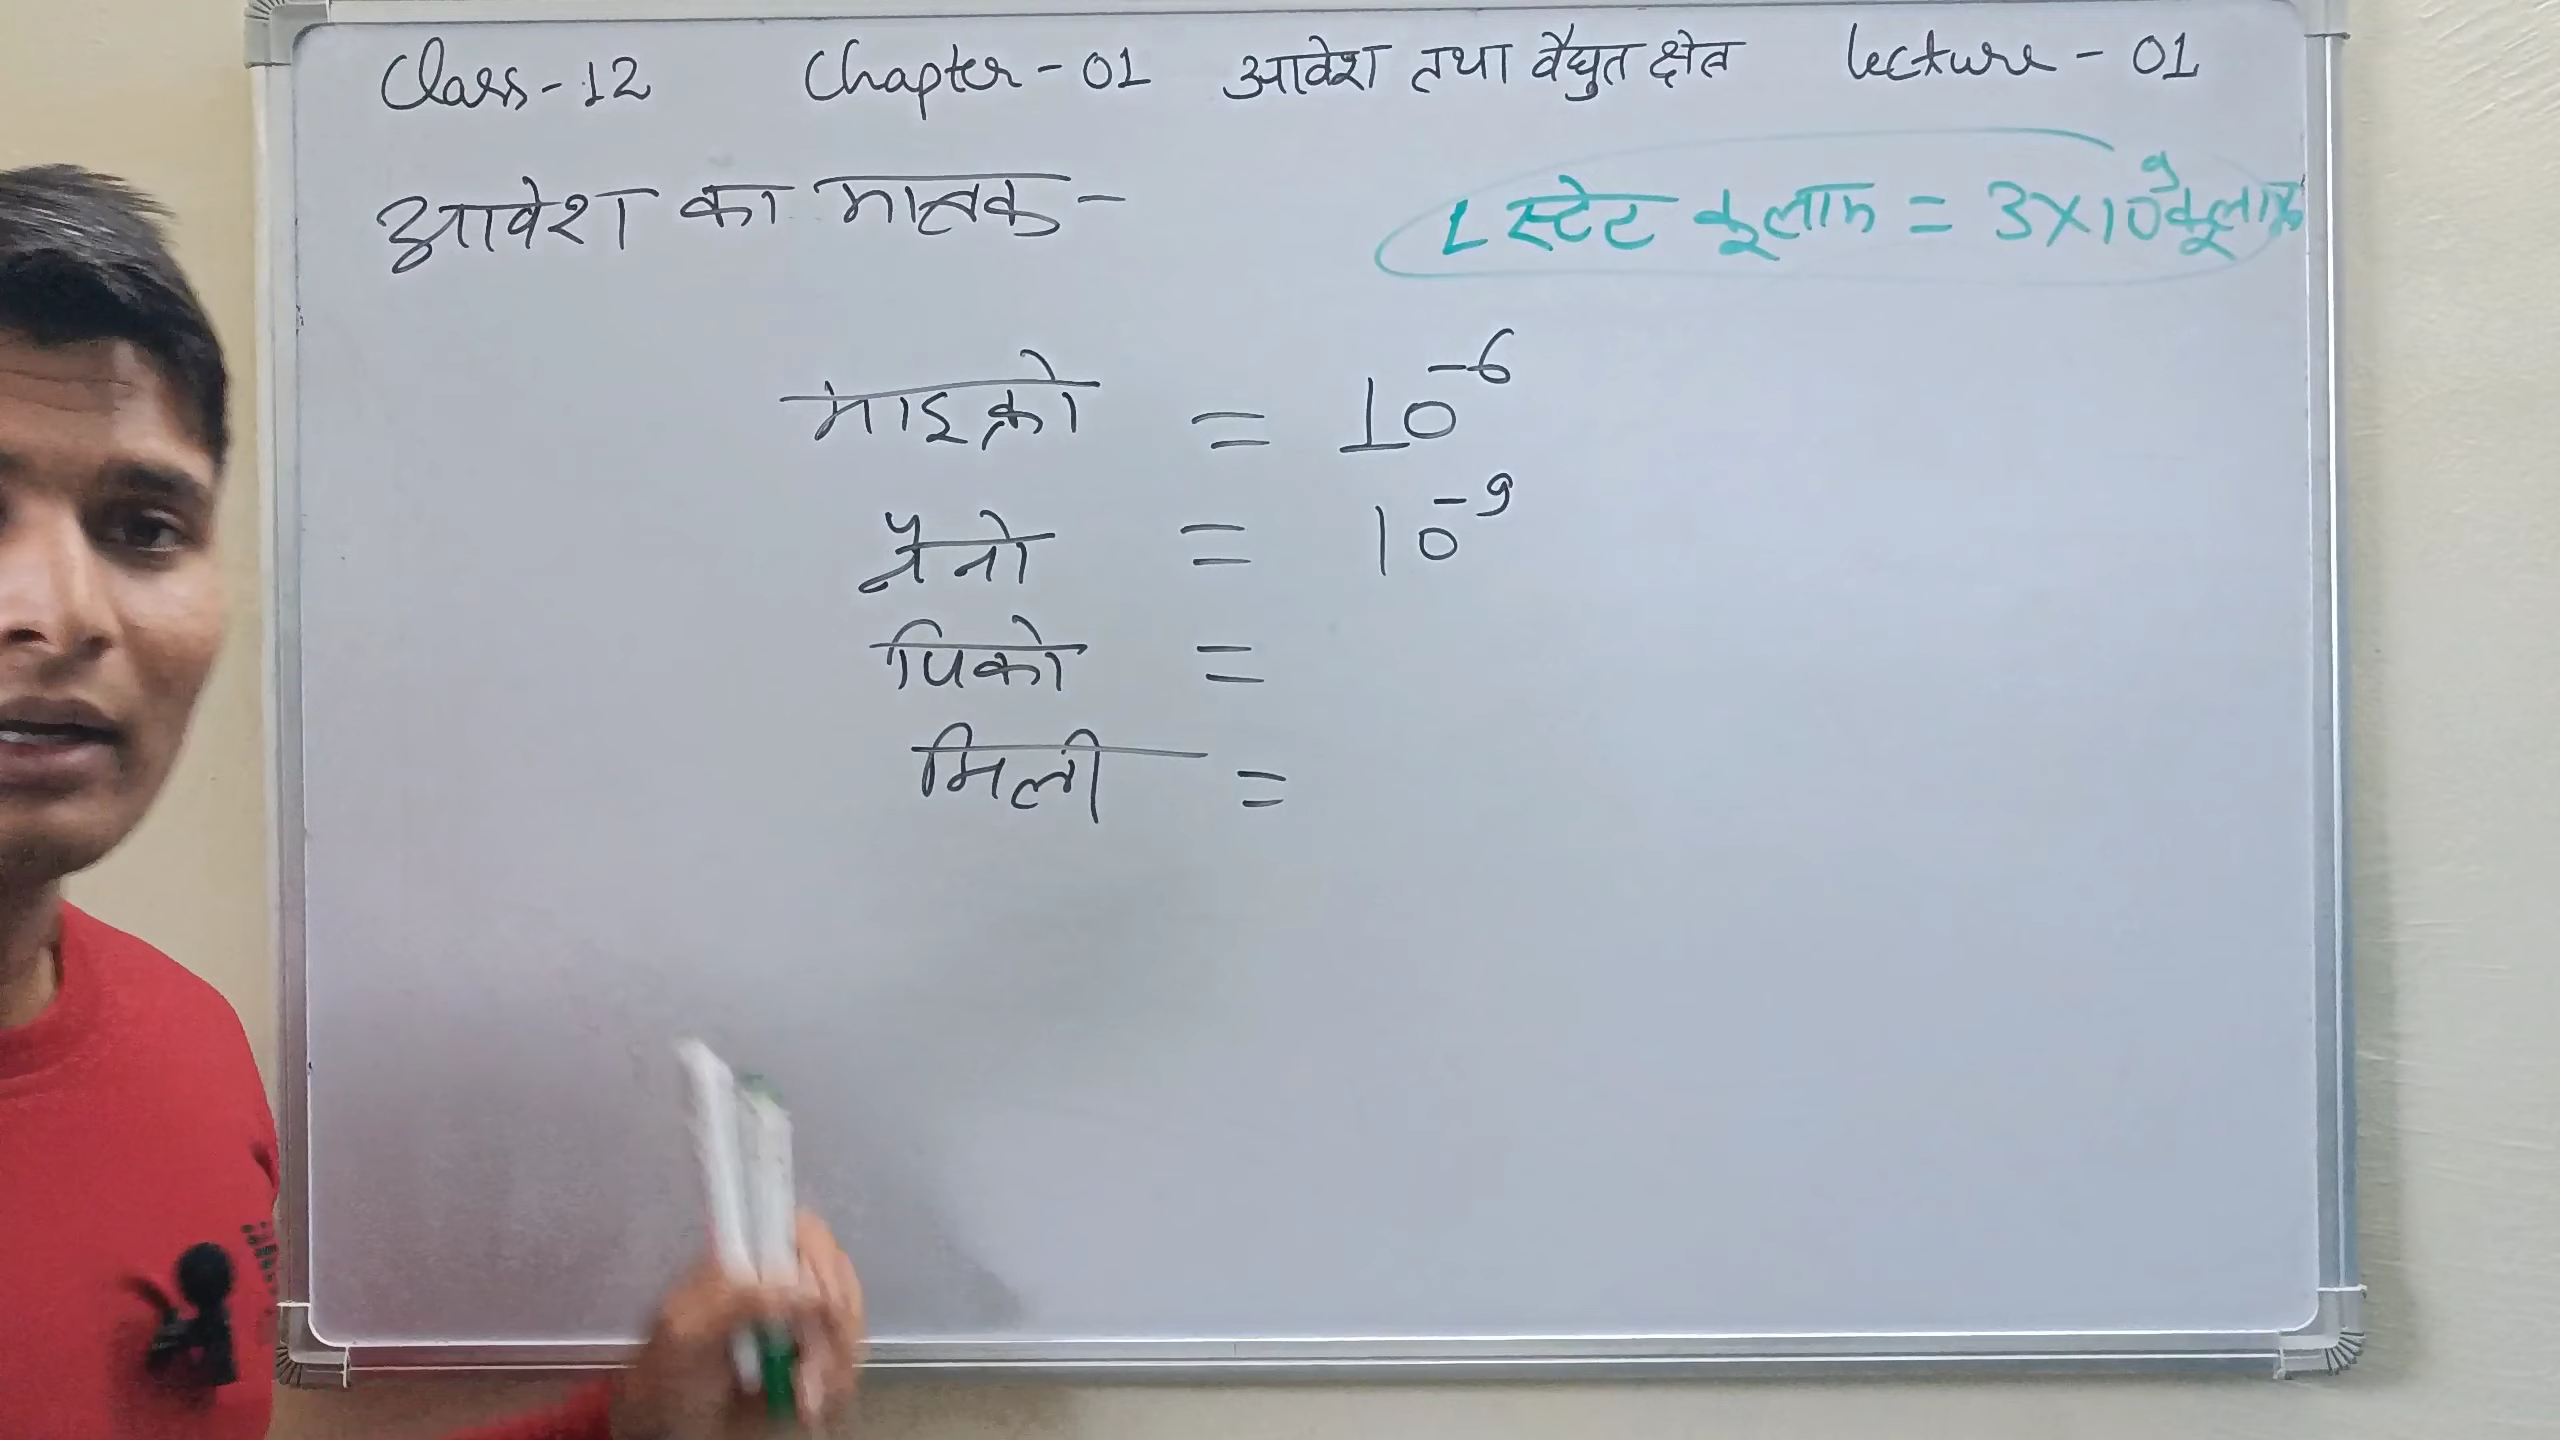 Class-12 Chapter-01 आवेश तथा वैद्युत क्षेत्र lecture-01
आवेश का मात्रक-
1 स्टेट कूलाम = 3×10⁹ कूलाम
माइक्रो = 10⁻⁶
नैनो = 10⁻⁹
पिको =
मिली =